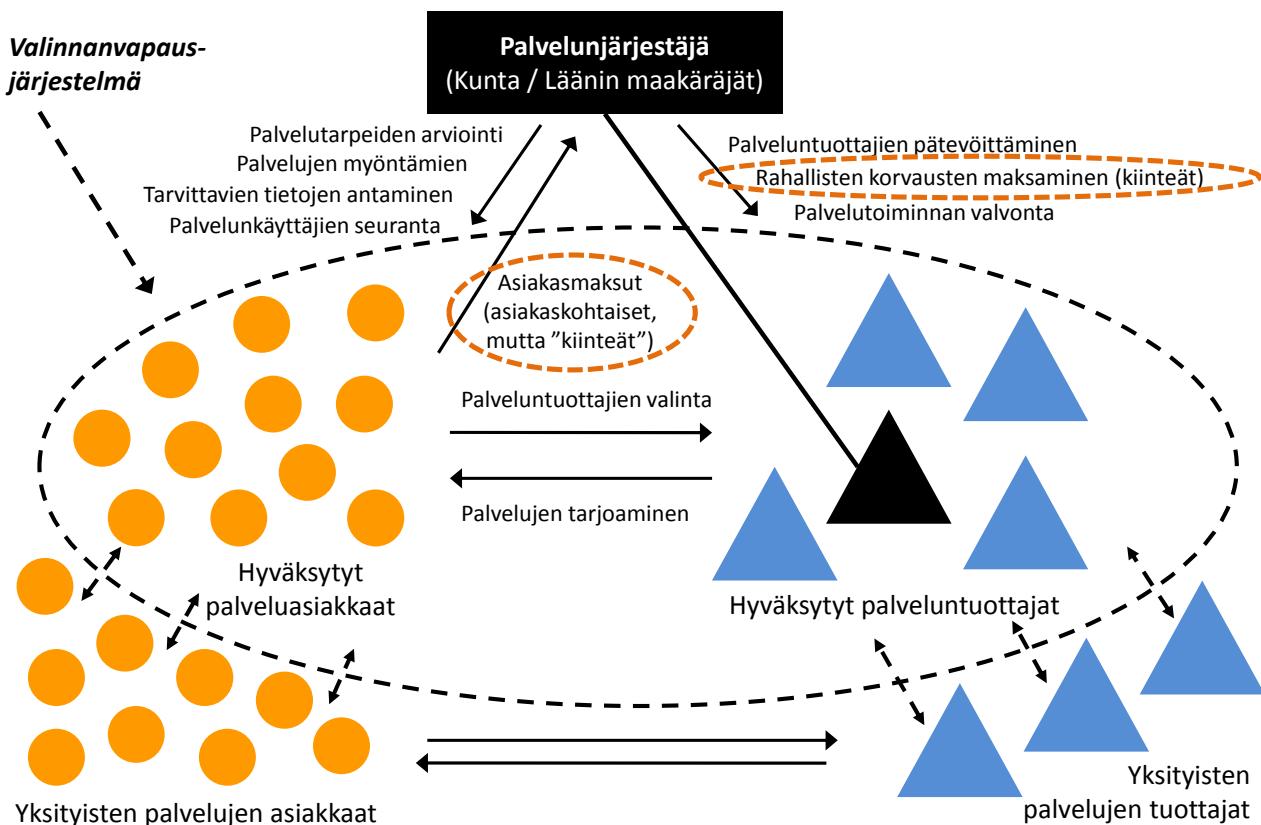 Valinnanvapaus-
järjestelmä
Palvelunjärjestäjä
(Kunta / Läänin maakäräjät)
Palvelutarpeiden arviointi
Palvelujen myöntämien
Tarvittavien tietojen antaminen
Palvelunkäyttäjien seuranta
Palveluntuottajien pätevöittäminen
Rahallisten korvausten maksaminen (kiinteät)
Palvelutoiminnan valvonta
Asiakasmaksut
(asiakaskohtaiset,
mutta ”kiinteät”)
Palveluntuottajien valinta
Palvelujen tarjoaminen
Hyväksytyt
palveluasiakkaat
Hyväksytyt palveluntuottajat
Yksityisten palvelujen asiakkaat
Yksityisten
palvelujen tuottajat